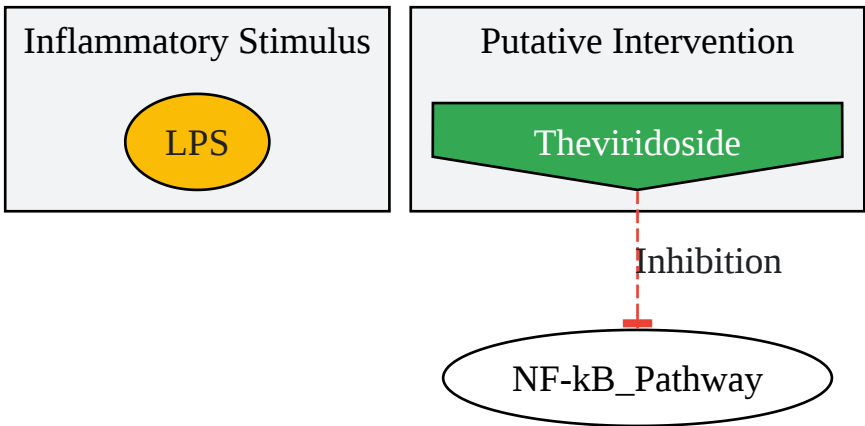 Inflammatory Stimulus
LPS
Putative Intervention
Theviridoside
Inhibition
NF-kB_Pathway